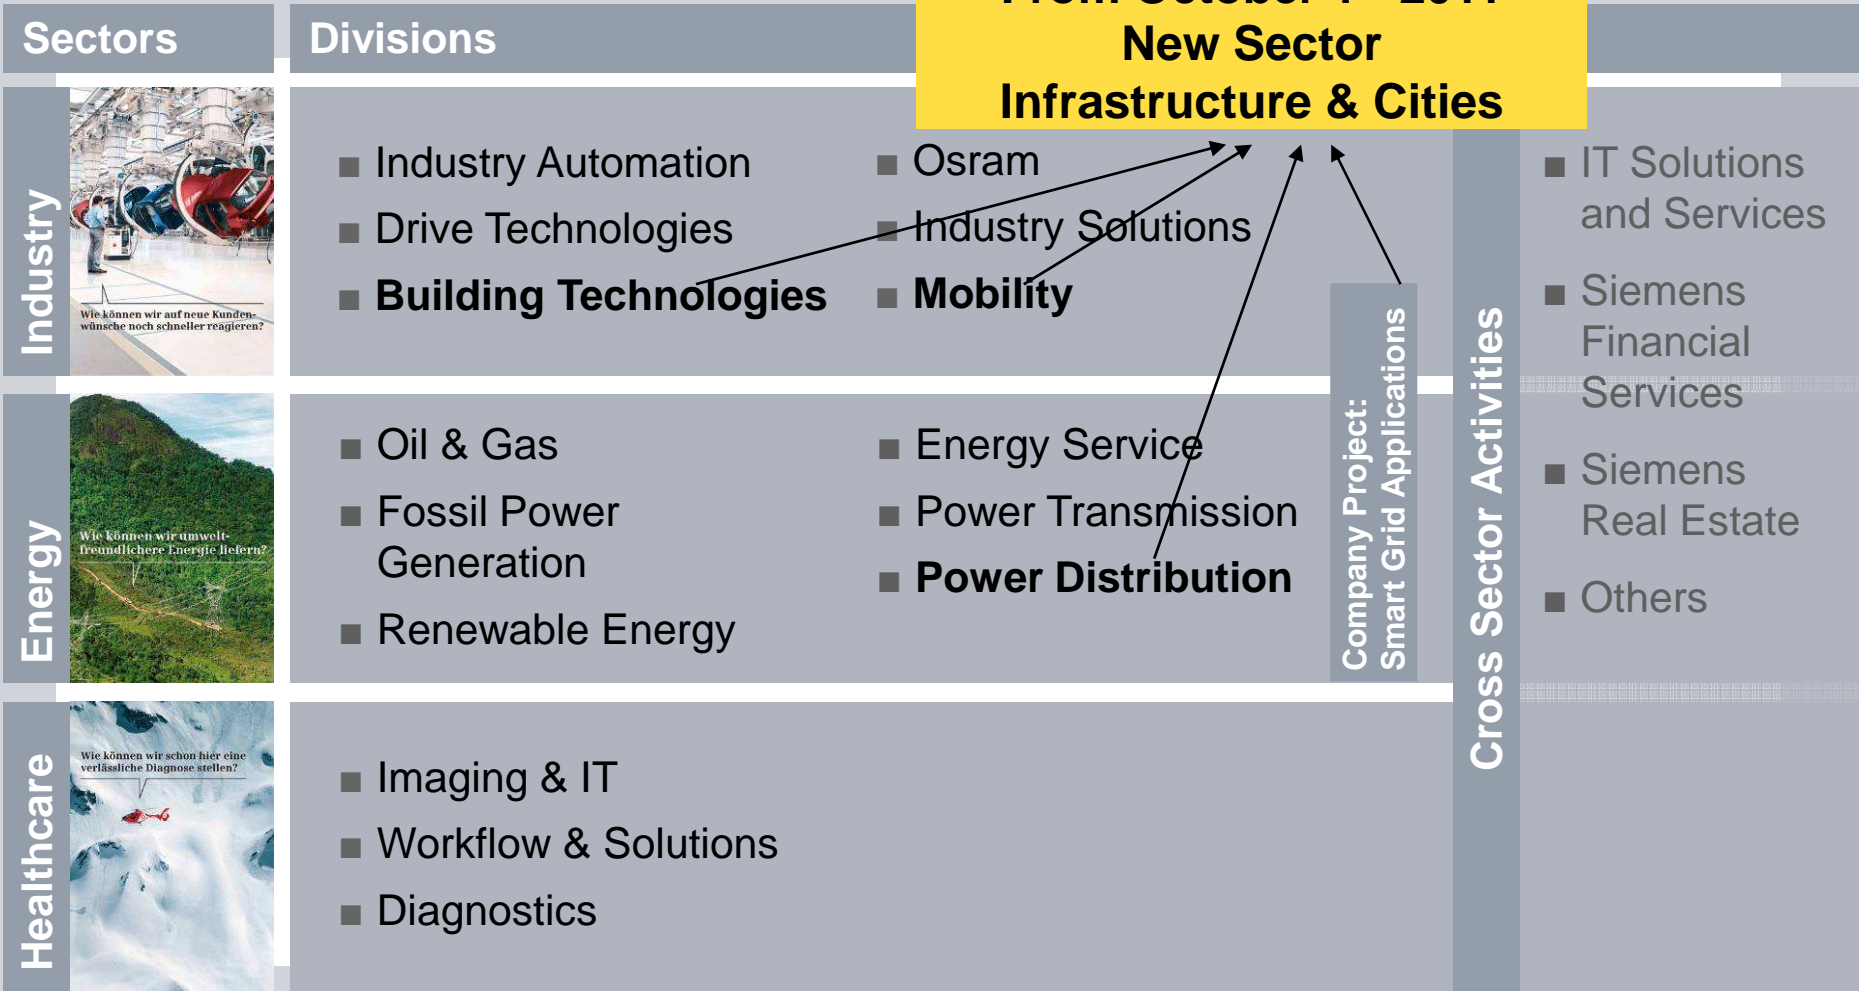 New Sector
Infrastructure & Cities
Sectors
Divisions
Industry
Wie können wir auf neue Kunden-
wünsche noch schneller reagieren?
■ Industry Automation
■ Drive Technologies
■ Building Technologies
■ Osram
■ Industry Solutions
■ Mobility
Energy
Wie können wir umwelt-
freundlichere Energie liefern?
■ Oil & Gas
■ Fossil Power
Generation
■ Renewable Energy
■ Energy Service
■ Power Transmission
■ Power Distribution
Company Project:
Smart Grid Applications
Healthcare
Wie können wir schon hier eine
verlässliche Diagnose stellen?
■ Imaging & IT
■ Workflow & Solutions
■ Diagnostics
Cross Sector Activities
■ IT Solutions
and Services
■ Siemens
Financial
Services
■ Siemens
Real Estate
■ Others